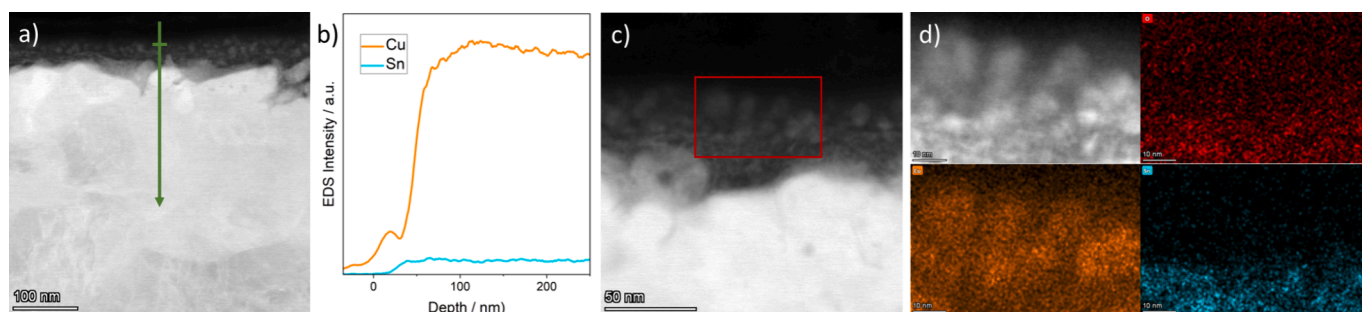 a)
100 nm
b)
EDS Intensity / a.u.
Cu
Sn
0
100
200
Depth / nm)
c)
50 nm
d)
10 nm
O
10 nm
Cu
10 nm
Sn
10 nm